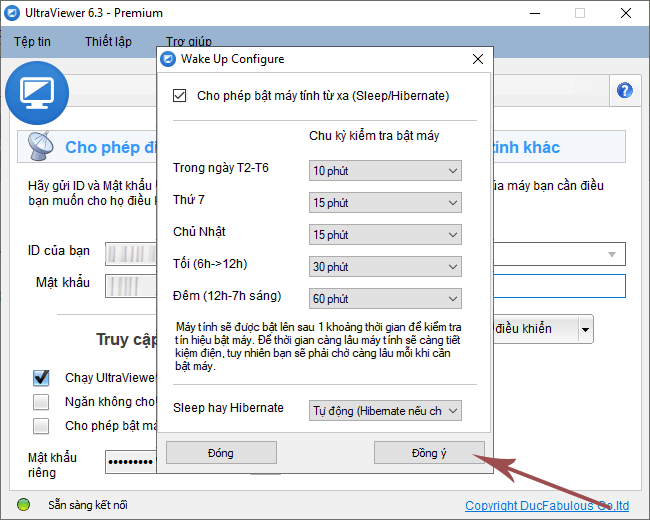 UltraViewer 6.3 - Premium
Tệp tin Thiết lập Trợ giúp
Wake Up Configure
Cho phép bật máy tính từ xa (Sleep/Hibernate)
Chu kỳ kiểm tra bật máy
Cho phép đi
tính khác
Trong ngày T2-T6 10 phút
Hãy gửi ID và Mật khẩu
của máy bạn cần điều
bạn muốn cho họ điều k
Thứ 7 15 phút
Chủ Nhật 15 phút
ID của bạn
Tối (6h->12h) 30 phút
Mật khẩu
Đêm (12h-7h sáng) 60 phút
Máy tính sẽ được bật lên sau 1 khoảng thời gian để kiểm tra
tín hiệu bật máy. Để thời gian càng lâu máy tính sẽ càng tiết
kiệm điện, tuy nhiên bạn sẽ phải chờ càng lâu mỗi khi cần
bật máy.
điều khiển
Truy cập
Chạy UltraViewer
Ngăn không cho
Cho phép bật má
Sleep hay Hibernate Tự động (Hibernate nếu ch
Đóng Đồng ý
Mật khẩu
riêng
Sẵn sàng kết nối
Copyright DucFabulous Co,ltd